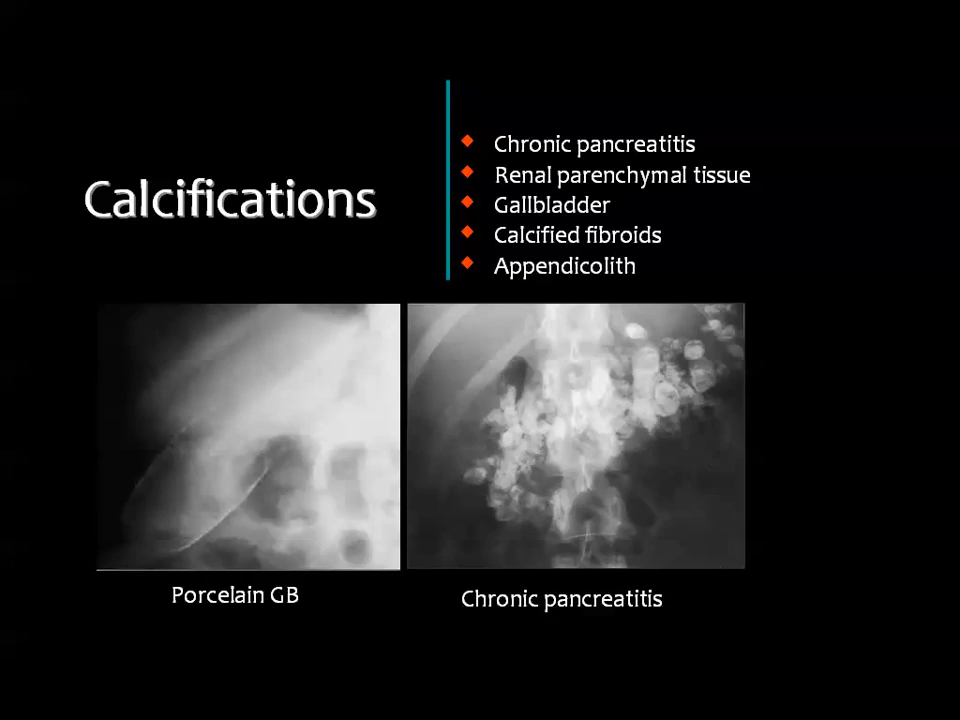 Calcifications
Chronic pancreatitis
Renal parenchymal tissue
Gallbladder
Calcified fibroids
Appendicolith
Porcelain GB
Chronic pancreatitis